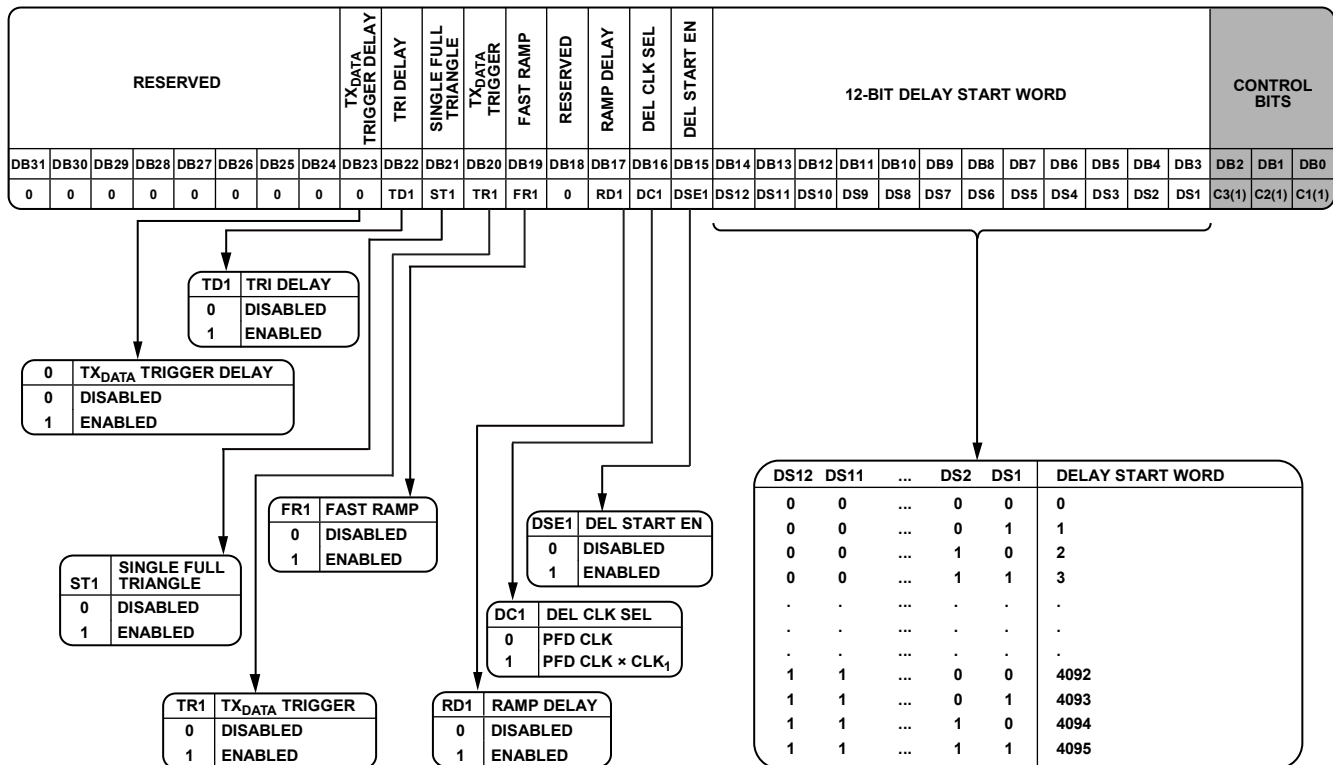 RESERVED
TXDATA TRIGGER DELAY
TRI DELAY
SINGLE FULL TRIANGLE
TXDATA TRIGGER
FAST RAMP
RESERVED
RAMP DELAY
DEL CLK SEL
DEL START EN
12-BIT DELAY START WORD
CONTROL BITS
DB31 DB30 DB29 DB28 DB27 DB26 DB25 DB24 DB23 DB22 DB21 DB20 DB19 DB18 DB17 DB16 DB15 DB14 DB13 DB12 DB11 DB10 DB9 DB8 DB7 DB6 DB5 DB4 DB3 DB2 DB1 DB0
0 0 0 0 0 0 0 0 0 TD1 ST1 TR1 FR1 0 RD1 DC1 DSE1 DS12 DS11 DS10 DS9 DS8 DS7 DS6 DS5 DS4 DS3 DS2 DS1 C3(1) C2(1) C1(1)
TD1 TRI DELAY
0 DISABLED
1 ENABLED
0 TXDATA TRIGGER DELAY
0 DISABLED
1 ENABLED
ST1 SINGLE FULL TRIANGLE
0 DISABLED
1 ENABLED
TR1 TXDATA TRIGGER
0 DISABLED
1 ENABLED
FR1 FAST RAMP
0 DISABLED
1 ENABLED
RD1 RAMP DELAY
0 DISABLED
1 ENABLED
DC1 DEL CLK SEL
0 PFD CLK
1 PFD CLK × CLK1
DSE1 DEL START EN
0 DISABLED
1 ENABLED
DS12 DS11 ... DS2 DS1 DELAY START WORD
0 0 ... 0 0 0
0 0 ... 0 1 1
0 0 ... 1 0 2
0 0 ... 1 1 3
. . ... . . .
. . ... . . .
. . ... . . .
1 1 ... 0 0 4092
1 1 ... 0 1 4093
1 1 ... 1 0 4094
1 1 ... 1 1 4095